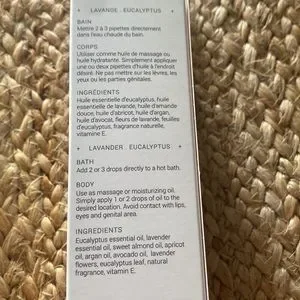 + LAVANDE . EUCALYPTUS +
BAIN
Mettre 2 à 3 pipettes directement
dans l'eau chaude du bain.
CORPS
Utiliser comme huile de massage ou
huile hydratante. Simplement appliquer
une ou deux pipettes d'huile à l'endroit
désiré. Ne pas mettre sur les lèvres, les
yeux ou les parties génitales.
INGRÉDIENTS
Huile essentielle d'eucalyptus, huile
essentielle de lavande, huile d'amande
douce, huile d'abricot, huile d'argan,
huile d'avocat, fleurs de lavande, feuilles
d'eucalyptus, fragrance naturelle,
vitamine E.
+ LAVANDER . EUCALYPTUS +
BATH
Add 2 or 3 drops directly to a hot bath.
BODY
Use as massage or moisturizing oil.
Simply apply 1 or 2 drops of oil to the
desired location. Avoid contact with lips,
eyes and genital area.
INGREDIENTS
Eucalyptus essential oil, lavender
essential oil, sweet almond oil, apricot
oil, argan oil, avocado oil, lavender
flowers, eucalyptus leaf, natural
fragrance, vitamin E.